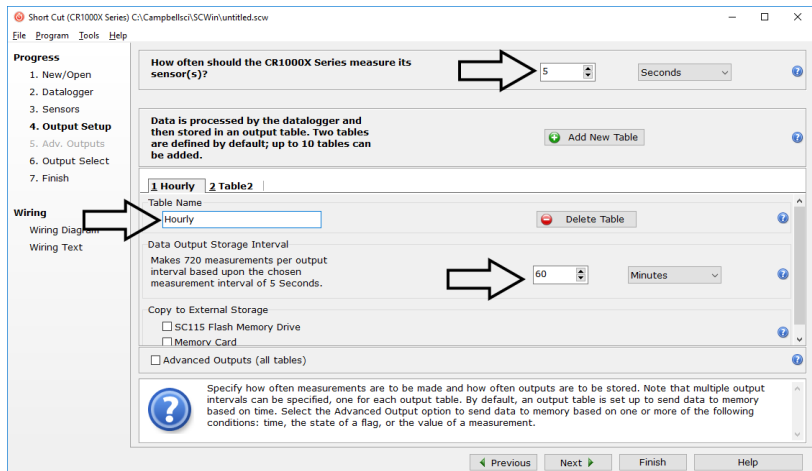 Short Cut (CR1000X Series) C:\Campbellsci\SCWin\untitled.scw
File Program Tools Help
Progress
1. New/Open
2. Datalogger
3. Sensors
4. Output Setup
5. Adv. Outputs
6. Output Select
7. Finish
Wiring
Wiring Diagram
Wiring Text
How often should the CR1000X Series measure its
sensor(s)?
5
Seconds
Data is processed by the datalogger and
then stored in an output table. Two tables
are defined by default; up to 10 tables can
be added.
Add New Table
1 Hourly
2 Table2
Table Name
Hourly
Delete Table
Data Output Storage Interval
Makes 720 measurements per output
interval based upon the chosen
measurement interval of 5 Seconds.
60
Minutes
Copy to External Storage
SC115 Flash Memory Drive
Memory Card
Advanced Outputs (all tables)
Specify how often measurements are to be made and how often outputs are to be stored. Note that multiple output
intervals can be specified, one for each output table. By default, an output table is set up to send data to memory
based on time. Select the Advanced Output option to send data to memory based on one or more of the following
conditions: time, the state of a flag, or the value of a measurement.
Previous
Next
Finish
Help